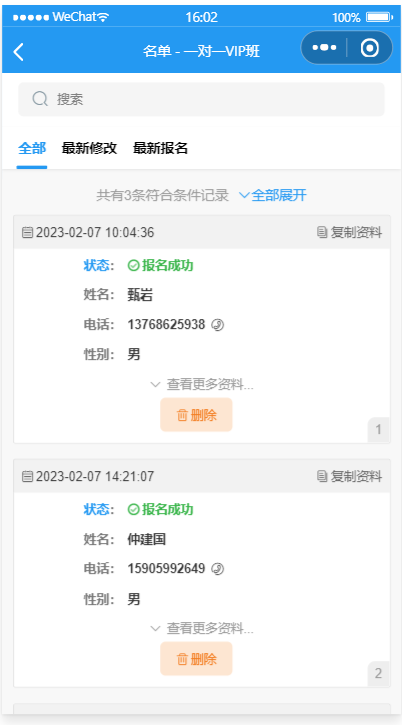 WeChat 16:02 100%
名单 - 一对一VIP班
搜索
全部 最新修改 最新报名
共有3条符合条件记录 全部展开
2023-02-07 10:04:36 复制资料
状态: 报名成功
姓名: 甄岩
电话: 13768625938
性别: 男
查看更多资料...
删除
1
2023-02-07 14:21:07 复制资料
状态: 报名成功
姓名: 仲建国
电话: 15905992649
性别: 男
查看更多资料...
删除
2